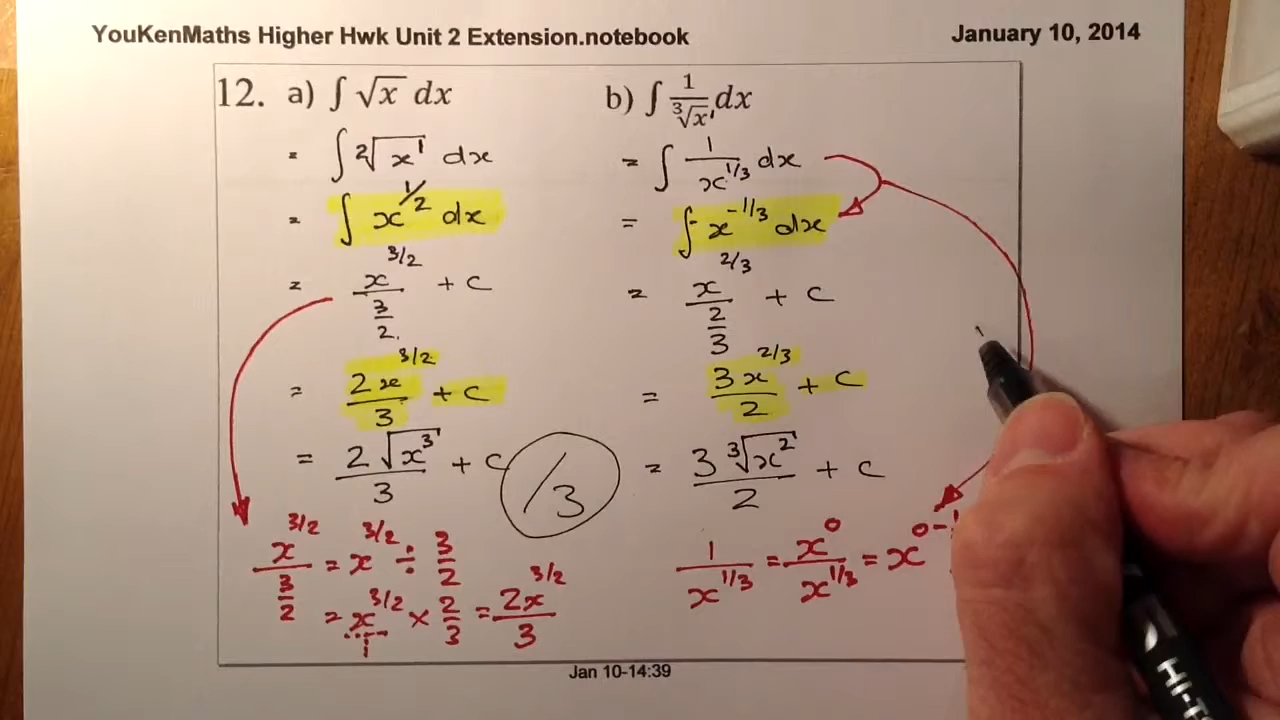 YouKenMaths Higher Hwk Unit 2 Extension.notebook
January 10, 2014
12. a) ∫ √x dx
= ∫ ²√x¹ dx
= ∫ x^1/2 dx
= x^3/2 / (3/2) + c
= 2x^3/2 / 3 + c
= 2√x³ / 3 + c
x^3/2 / (3/2) = x^3/2 ÷ 3/2
= x^3/2 / 1 × 2/3 = 2x^3/2 / 3
/3
b) ∫ 1/³√x¹ dx
= ∫ 1/x^1/3 dx
= ∫ x^-1/3 dx
= x^2/3 / (2/3) + c
= 3x^2/3 / 2 + c
= 3 ³√x² / 2 + c
1/x^1/3 = x^0 / x^1/3 = x^0-
Jan 10-14:39
Hi-T